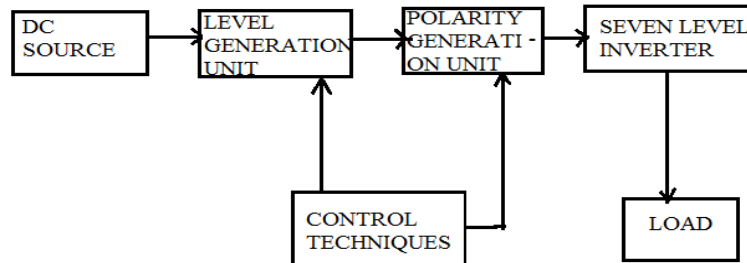 DC
SOURCE
LEVEL
GENERATION
UNIT
POLARITY
GENERATI -
ON UNIT
SEVEN LEVEL
INVERTER
CONTROL
TECHNIQUES
LOAD